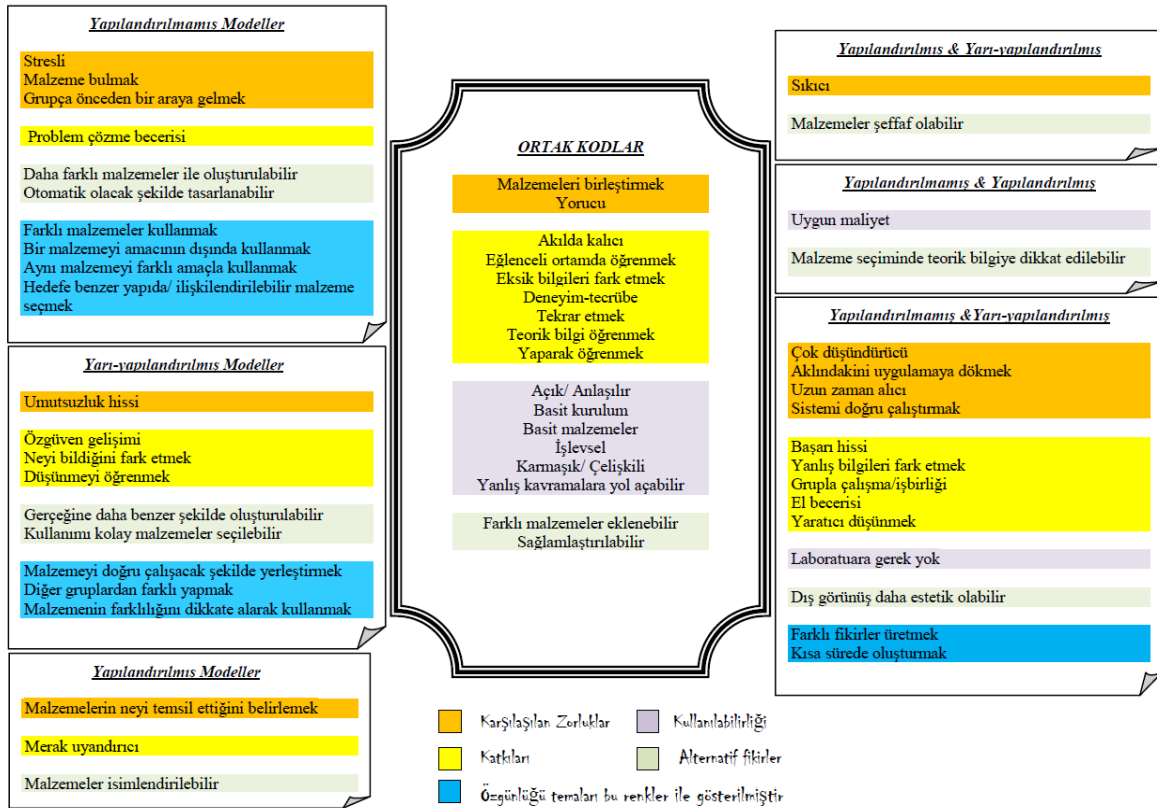 Yapılandırılmamıs Modeller
Stresli
Malzeme bulmak
Grupça önceden bir araya gelmek
Problem çözme becerisi
Daha farklı malzemeler ile oluşturulabilir
Otomatik olacak şekilde tasarlanabilir
Farklı malzemeler kullanmak
Bir malzemeyi amacının dışında kullanmak
Aynı malzemeyi farklı amaçla kullanmak
Hedefe benzer yapıda/ ilişkilendirilebilir malzeme
seçmek
Yarı-yapılandırılmıs Modeller
Umutsuzluk hissi
Özgüven gelişimi
Neyi bildiğini fark etmek
Düşünmeyi öğrenmek
Gerçeğine daha benzer şekilde oluşturulabilir
Kullanımı kolay malzemeler seçilebilir
Malzemeyi doğru çalışacak şekilde yerleştirmek
Diğer gruplardan farklı yapmak
Malzemenin farklılığını dikkate alarak kullanmak
Yapılandırılmıs Modeller
Malzemelerin neyi temsil ettiğini belirlemek
Merak uyandırıcı
Malzemeler isimlendirilebilir
ORTAK KODLAR
Malzemeleri birleştirmek
Yorucu
Akılda kalıcı
Eğlenceli ortamda öğrenmek
Eksik bilgileri fark etmek
Deneyim-tecrübe
Tekrar etmek
Teorik bilgi öğrenmek
Yaparak öğrenmek
Açık/ Anlaşılır
Basit kurulum
Basit malzemeler
İşlevsel
Karmaşık/ Çelişkili
Yanlış kavramalara yol açabilir
Farklı malzemeler eklenebilir
Sağlamlaştırılabilir
Yapılandırılmıs & Yarı-yapılandırılmıs
Sıkıcı
Malzemeler şeffaf olabilir
Yapılandırılmamıs & Yapılandırılmıs
Uygun maliyet
Malzeme seçiminde teorik bilgiye dikkat edilebilir
Yapılandırılmamış &Yarı-yapılandırılmış
Çok düşündürücü
Aklındakini uygulamaya dökmek
Uzun zaman alıcı
Sistemi doğru çalıştırmak
Başarı hissi
Yanlış bilgileri fark etmek
Grupla çalışma/işbirliği
El becerisi
Yaratıcı düşünmek
Laboratuara gerek yok
Dış görünüş daha estetik olabilir
Farklı fikirler üretmek
Kısa sürede oluşturmak
Karşılaşılan Zorluklar
Kullanılabilirliği
Katkıları
Alternatif fikirler
Özgünlüğü temaları bu renkler ile gösterilmiştir